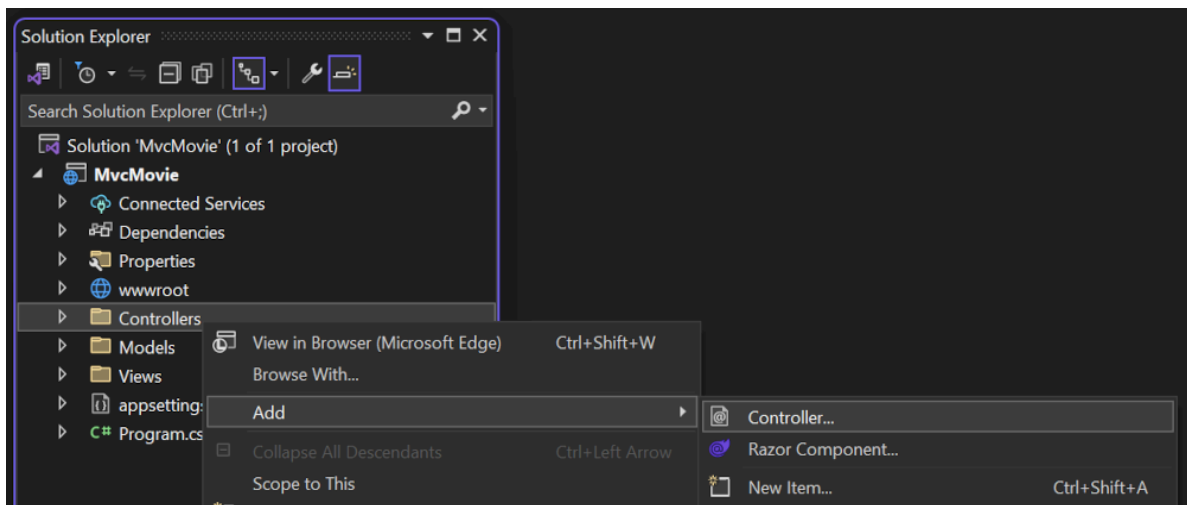 Solution Explorer
Search Solution Explorer (Ctrl+;)
Solution 'MvcMovie' (1 of 1 project)
MvcMovie
Connected Services
Dependencies
Properties
wwwroot
Controllers
Models
Views
appsettings
C# Program.cs
View in Browser (Microsoft Edge) Ctrl+Shift+W
Browse With...
Add
Collapse All Descendants Ctrl+Left Arrow
Scope to This
Controller...
Razor Component...
New Item... Ctrl+Shift+A